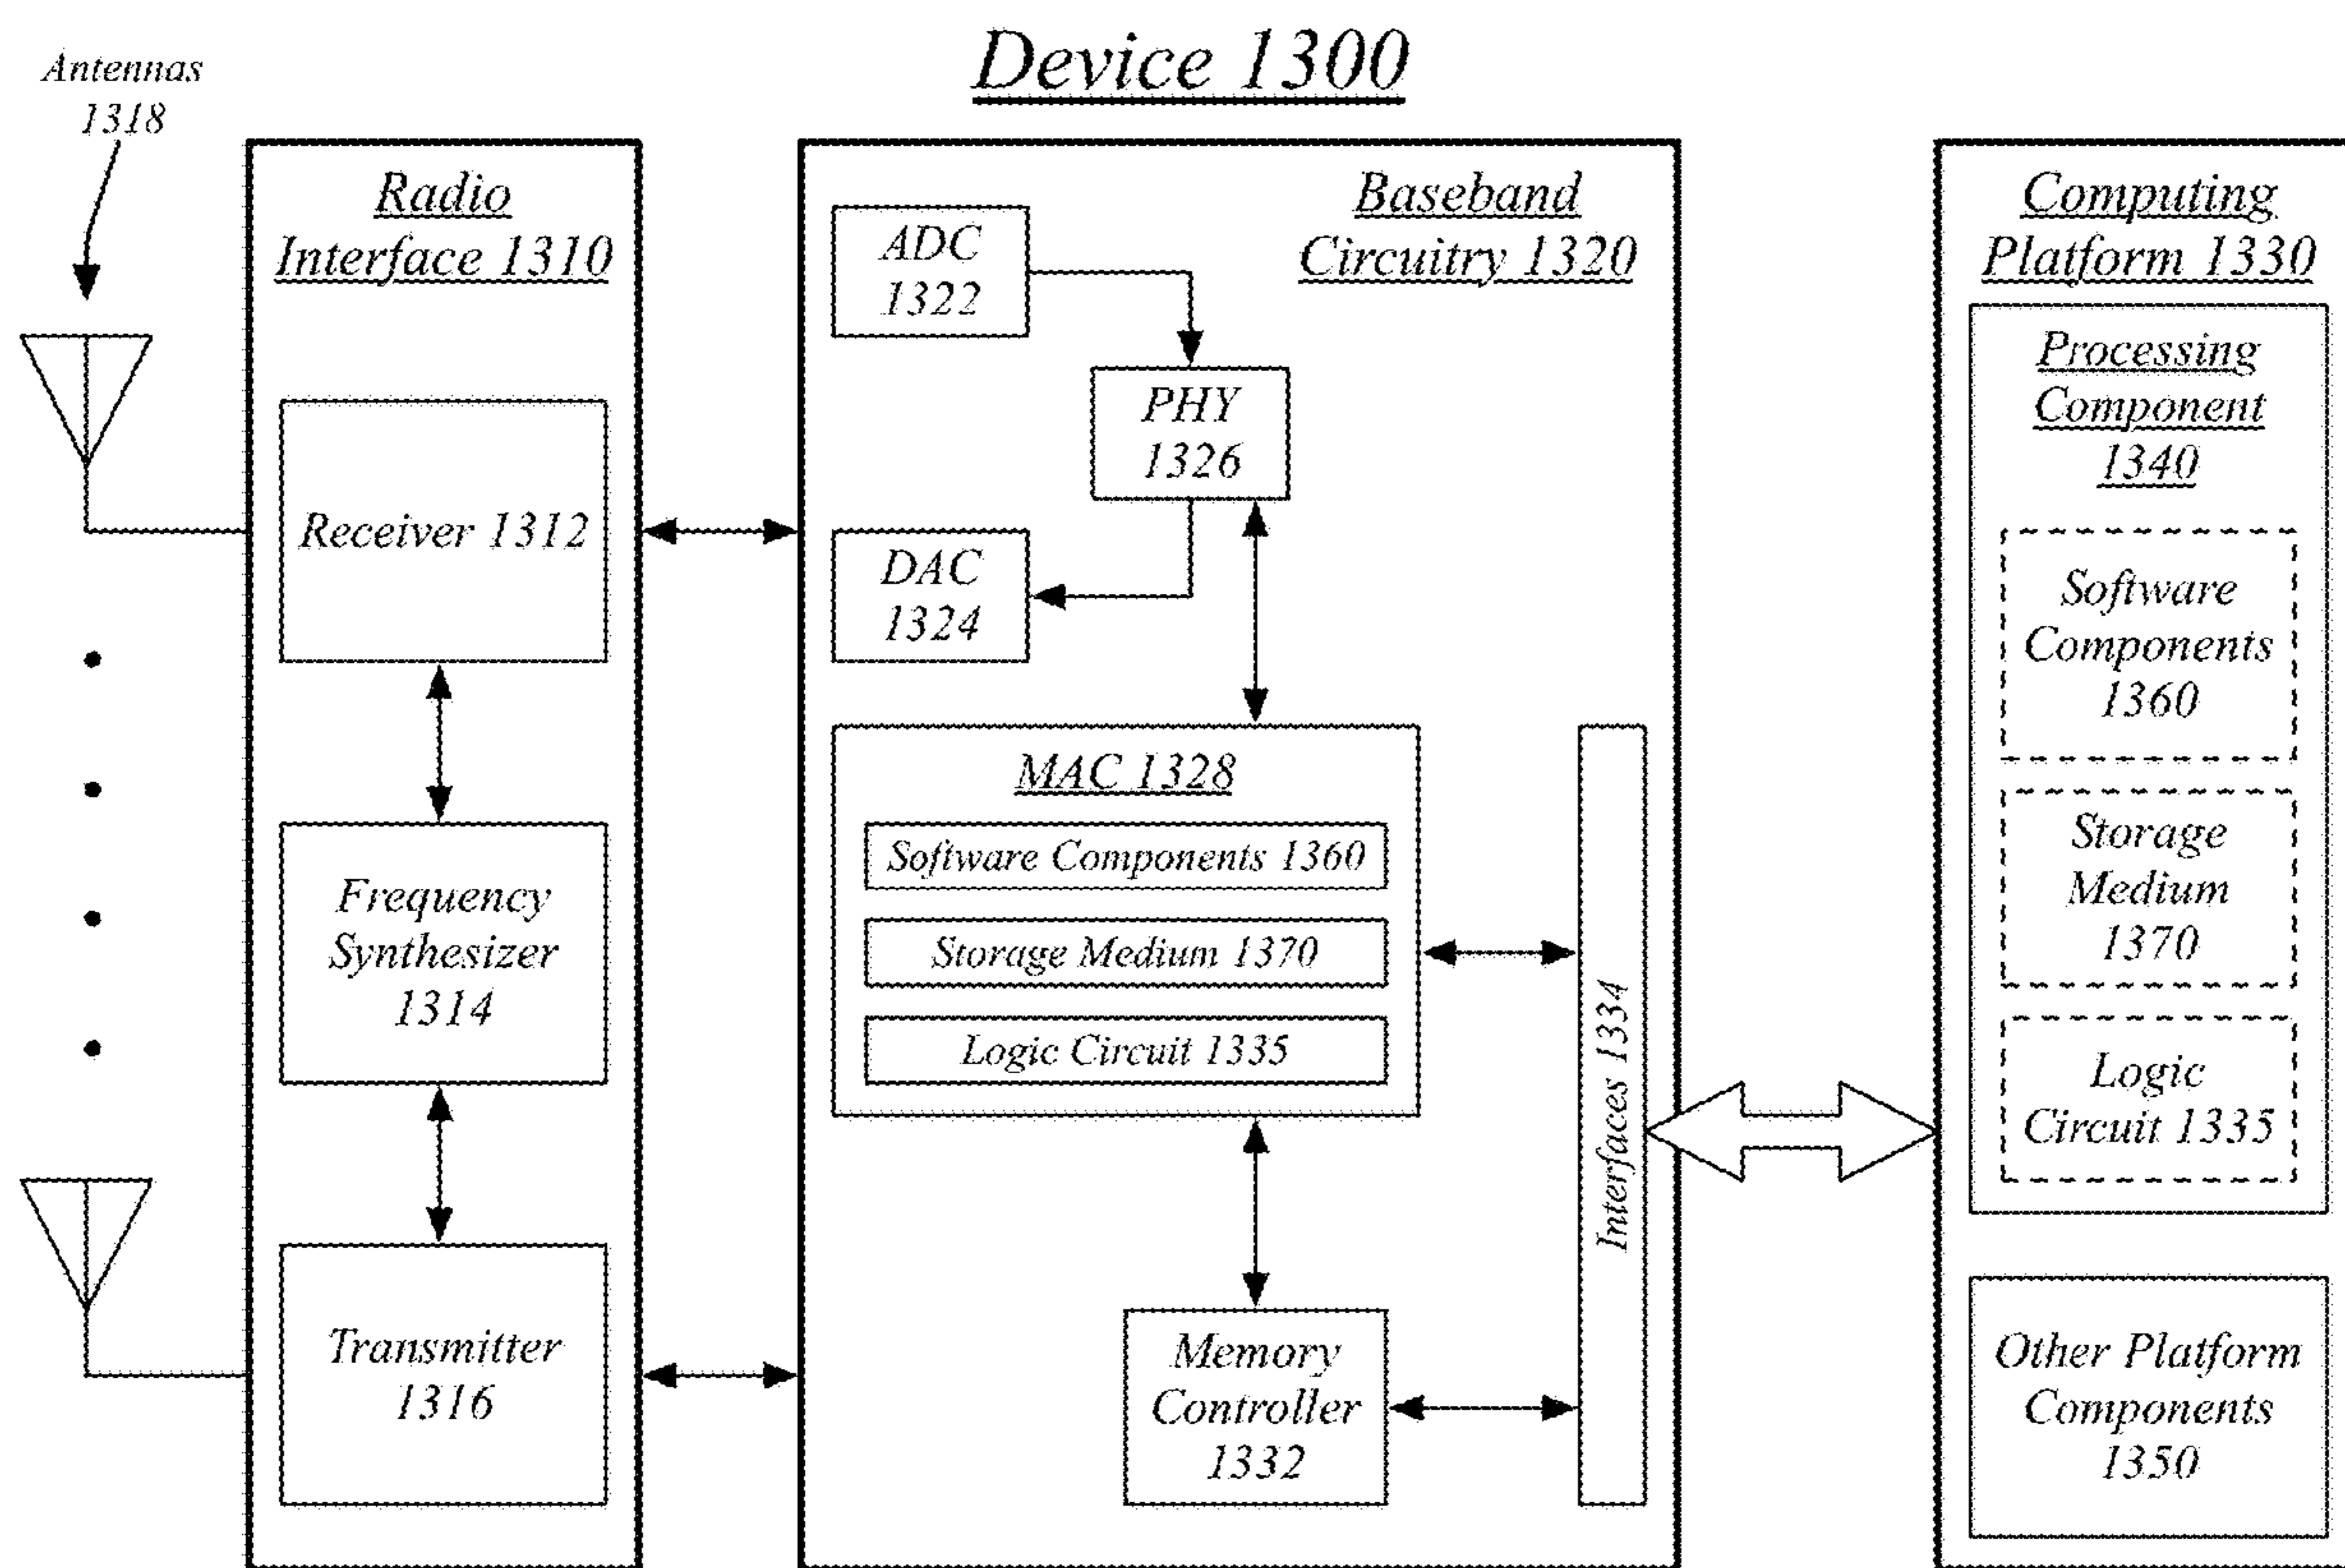 Device 1300
Antennas
1318
Radio
Interface 1310
Receiver 1312
Frequency
Synthesizer
1314
Transmitter
1316
Baseband
Circuitry 1320
ADC
1322
PHY
1326
DAC
1324
MAC 1328
Software Components 1360
Storage Medium 1370
Logic Circuit 1335
Interfaces 1334
Memory
Controller
1332
Computing
Platform 1330
Processing
Component
1340
Software
Components
1360
Storage
Medium
1370
Logic
Circuit 1335
Other Platform
Components
1350